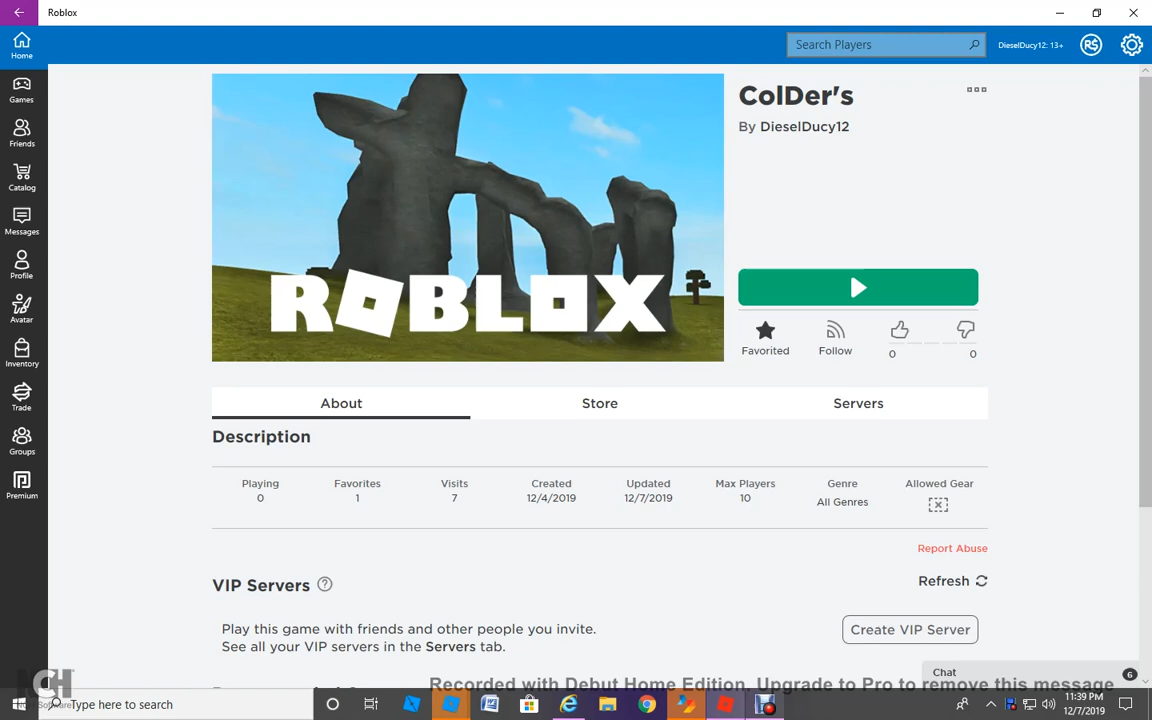 Roblox
Home
Search Players
DieselDucy12: 13+
R$
Games
Friends
Catalog
Messages
Profile
Avatar
Inventory
Trade
Groups
Premium
ROBLOX
ColDer's
By DieselDucy12
Favorited
Follow
0
0
About
Store
Servers
Description
Playing
Favorites
Visits
Created
Updated
Max Players
Genre
Allowed Gear
0
1
7
12/4/2019
12/7/2019
10
All Genres
Report Abuse
VIP Servers
Refresh
Play this game with friends and other people you invite.
See all your VIP servers in the Servers tab.
Create VIP Server
Chat
6
NCH
Recorded with Debut Home Edition. Upgrade to Pro to remove this message
Type here to search
11:39 PM
12/7/2019